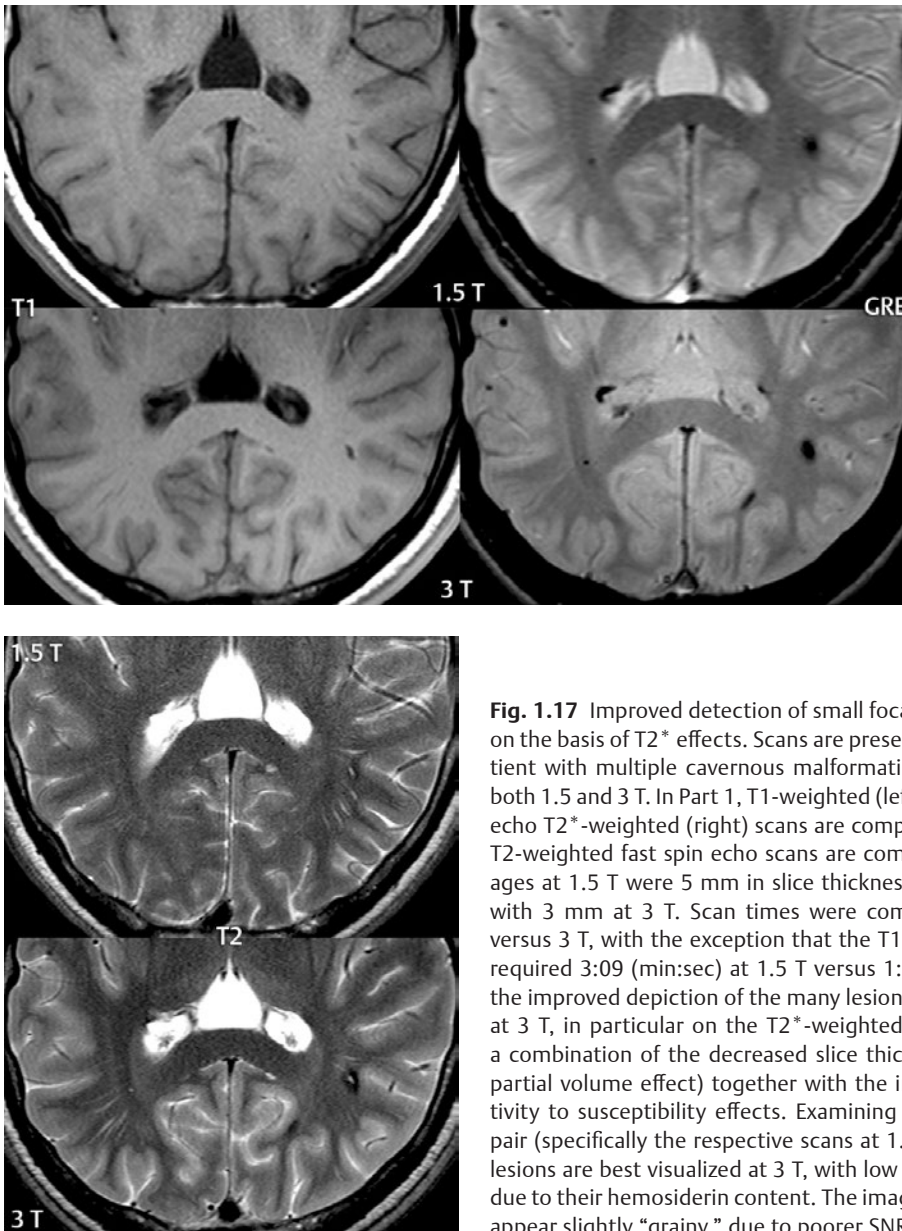 T1
1.5 T
GRE
3 T
1.5 T
T2
3 T
Fig. 1.17 Improved detection of small foca
on the basis of T2* effects. Scans are prese
tient with multiple cavernous malformati
both 1.5 and 3 T. In Part 1, T1-weighted (lef
echo T2*-weighted (right) scans are comp
T2-weighted fast spin echo scans are com
ages at 1.5 T were 5 mm in slice thicknes
with 3 mm at 3 T. Scan times were com
versus 3 T, with the exception that the T1
required 3:09 (min:sec) at 1.5 T versus 1:
the improved depiction of the many lesion
at 3 T, in particular on the T2*-weighted
a combination of the decreased slice thic
partial volume effect) together with the i
tivity to susceptibility effects. Examining
pair (specifically the respective scans at 1.
lesions are best visualized at 3 T, with low
due to their hemosiderin content. The imag
appear slightly "grainy," due to poorer SNR